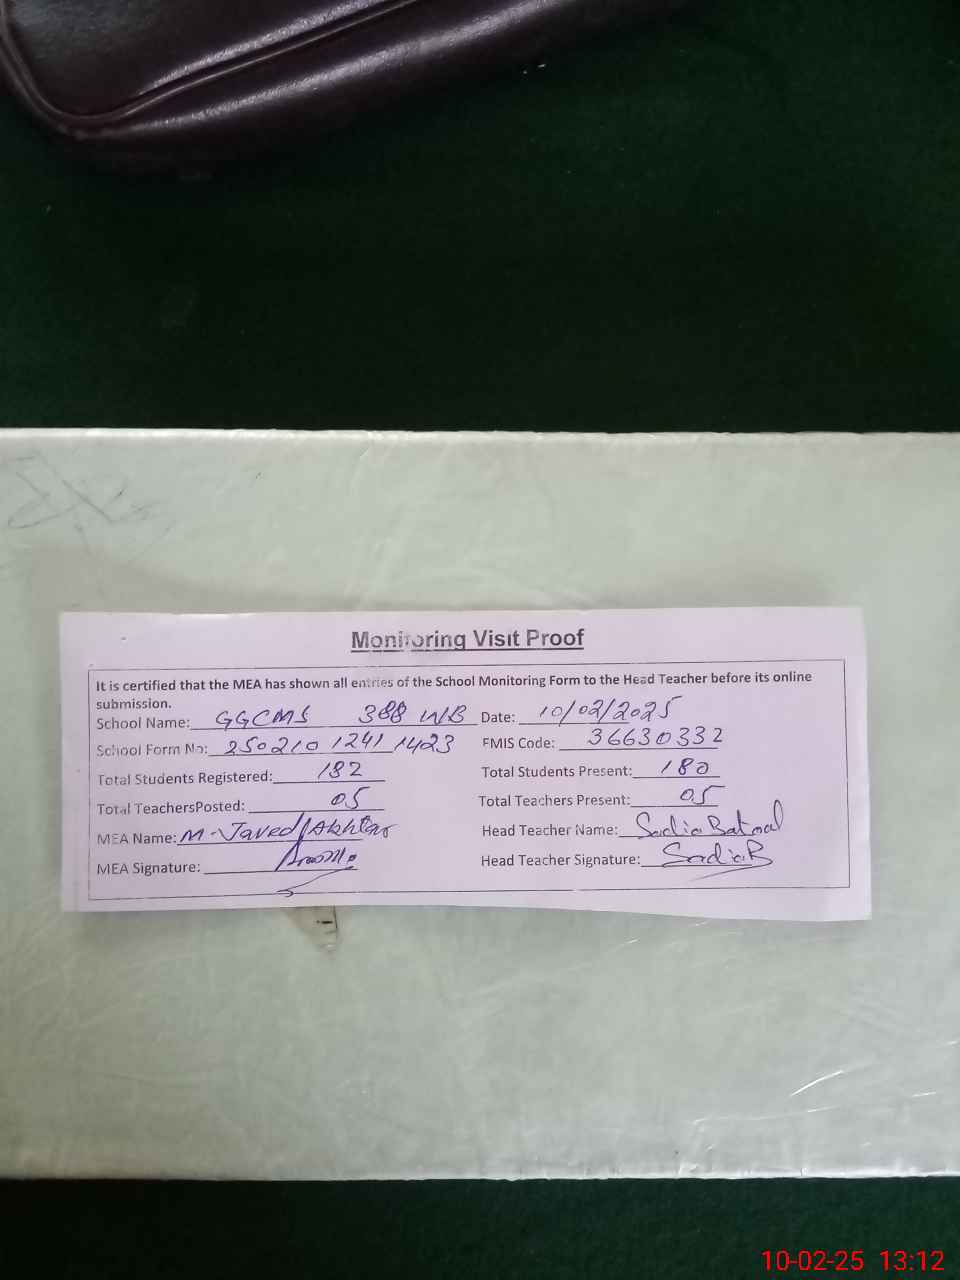 Monitoring Visit Proof
It is certified that the MEA has shown all entries of the School Monitoring Form to the Head Teacher before its online
submission.
School Name: GGCMS 388 WB Date: 10/02/2025
School Form No: 250210 1241 1423 FMIS Code: 36630332
Total Students Registered: 182 Total Students Present: 180
Total TeachersPosted: 05 Total Teachers Present: 05
MEA Name: M. Javed Akhtar Head Teacher Name: Sadia Batool
MEA Signature: Head Teacher Signature: SadiaB
10-02-25 13:12